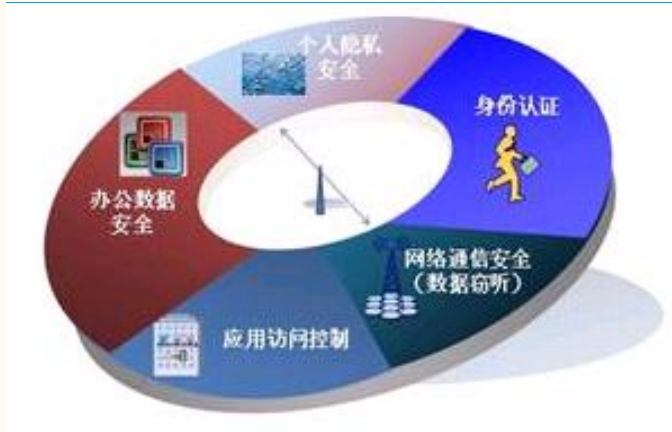 个人隐私
安全
身份认证
办公数据
安全
网络通信安全
（数据窃听）
应用访问控制